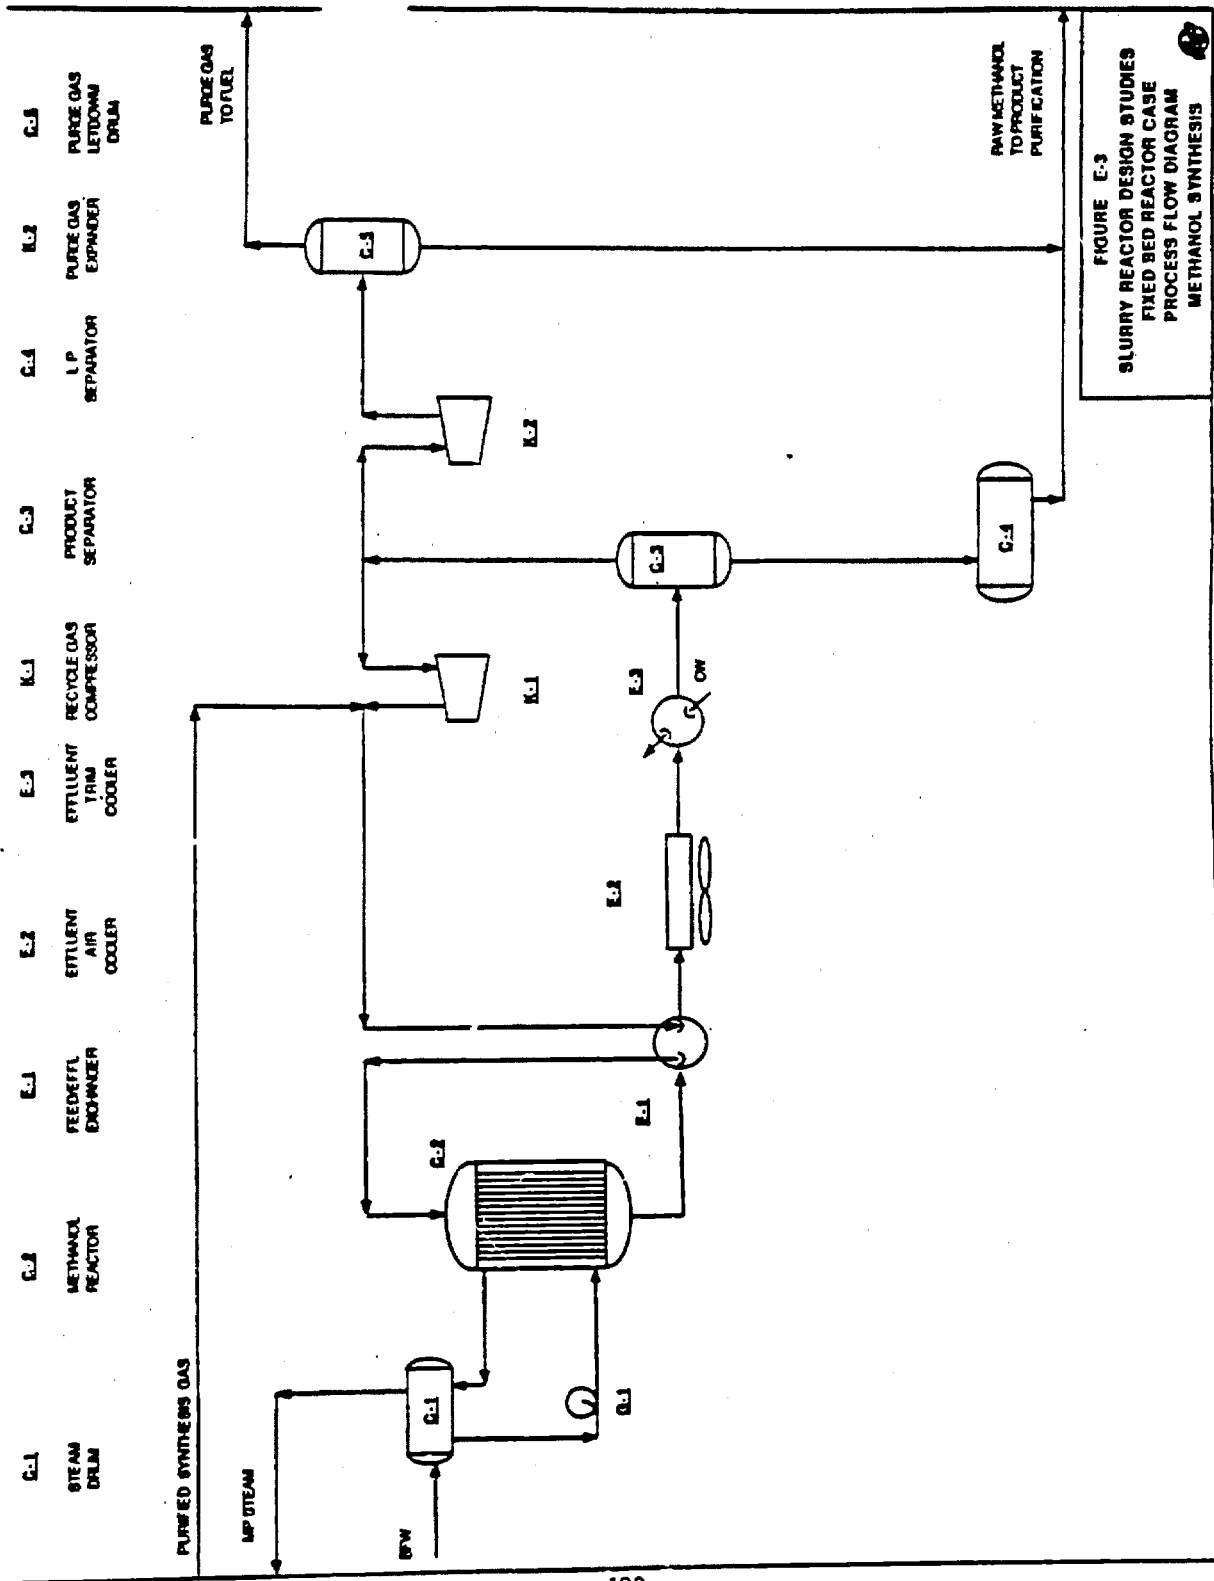 C-1
STEAM
DRUM
C-2
METHANOL
REACTOR
E-1
FEED/EFFL
EXCHANGER
E-2
EFFLUENT
AIR
COOLER
E-3
EFFLUENT
TRIM
COOLER
K-1
RECYCLE GAS
COMPRESSOR
C-3
PRODUCT
SEPARATOR
C-4
L P
SEPARATOR
K-2
PURGE GAS
EXPANDER
C-5
PURGE GAS
LETDOWN
DRUM
PURIFIED SYNTHESIS GAS
MP STEAM
BFW
C-1
G-1
C-2
E-1
E-2
E-3
CW
K-1
C-3
K-2
C-4
C-5
PURGE GAS
TO FUEL
RAW METHANOL
TO PRODUCT
PURIFICATION
FIGURE E-3
SLURRY REACTOR DESIGN STUDIES
FIXED BED REACTOR CASE
PROCESS FLOW DIAGRAM
METHANOL SYNTHESIS